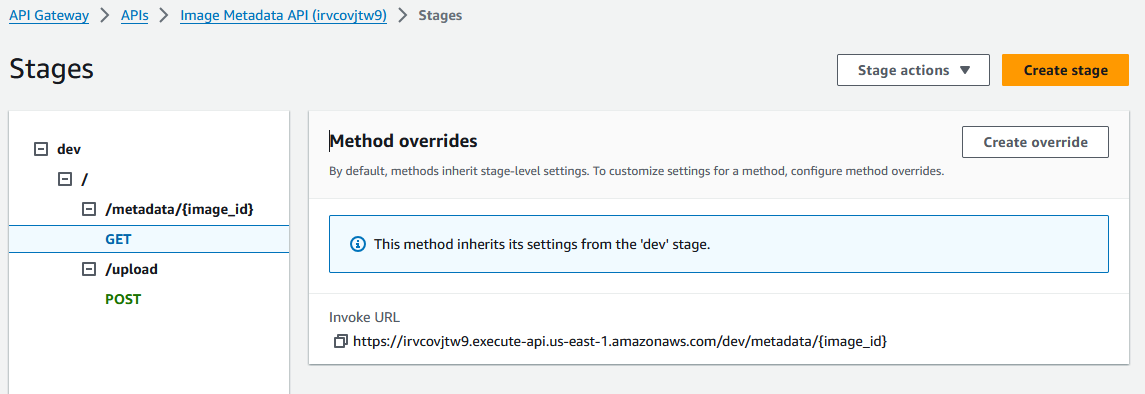 API Gateway > APIs > Image Metadata API (irvcovjtw9) > Stages
Stages
Stage actions
Create stage
dev
/
/metadata/{image_id}
GET
/upload
POST
Method overrides
Create override
By default, methods inherit stage-level settings. To customize settings for a method, configure method overrides.
This method inherits its settings from the 'dev' stage.
Invoke URL
https://irvcovjtw9.execute-api.us-east-1.amazonaws.com/dev/metadata/{image_id}